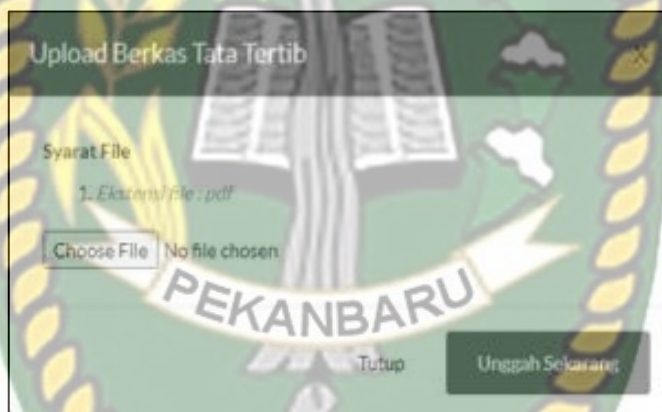 Upload Berkas Tata Tertib
X
Syarat File
1. Ekstensi file : pdf
Choose File No file chosen
PEKANBARU
Tutup
Unggah Sekarang